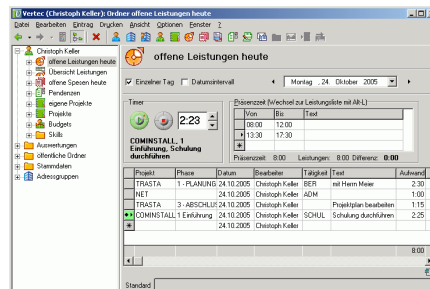 Vertec (Christoph Keller): Ordner offene Leistungen heute
Datei Bearbeiten Eintrag Drucken Ansicht Optionen Fenster ?
Christoph Keller
offene Leistungen heute
Übersicht Leistungen
offene Spesen heute
Pendenzen
eigene Projekte
Projekte
Budgets
Skills
Auswertungen
öffentliche Ordner
Stammdaten
Adressgruppen
offene Leistungen heute
Einzelner Tag Datumsintervall Montag , 24. Oktober 2005
Timer
2:23
COMINSTALL, 1
Einführung, Schulung
durchführen
Präsenzzeit (Wechsel zur Leistungsliste mit Alt-L)
Von Bis Text
08:00 12:00
13:30 17:30
Präsenzzeit: 8:00 Leistungen: 8:00 Differenz: 0:00
Projekt Phase Datum Bearbeiter Tätigkeit Text Aufwand
TRASTA 1 - PLANUNG 24.10.2005 Christoph Keller BER mit Herrn Meier 2:30
NET 24.10.2005 Christoph Keller ADM 1:00
TRASTA 3 - ABSCHLUS 24.10.2005 Christoph Keller Projektplan bearbeiten 1:15
COMINSTALL 1 Einführung 24.10.2005 Christoph Keller SCHUL Schulung durchführen 2:25
24.10.2005 Christoph Keller
8:00
Standard